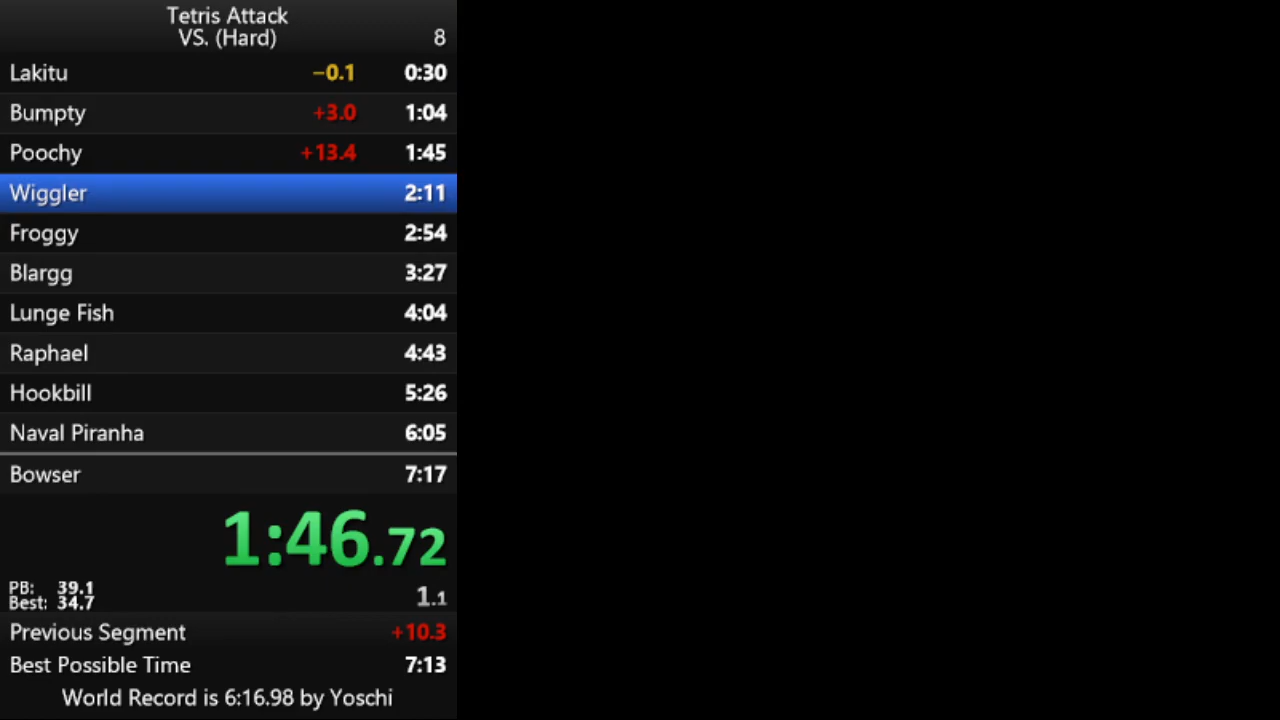 Tetris Attack
VS. (Hard) 8
Lakitu −0.1 0:30
Bumpty +3.0 1:04
Poochy +13.4 1:45
Wiggler 2:11
Froggy 2:54
Blargg 3:27
Lunge Fish 4:04
Raphael 4:43
Hookbill 5:26
Naval Piranha 6:05
Bowser 7:17
1:46.72
PB: 39.1
Best: 34.7 1.1
Previous Segment +10.3
Best Possible Time 7:13
World Record is 6:16.98 by Yoschi